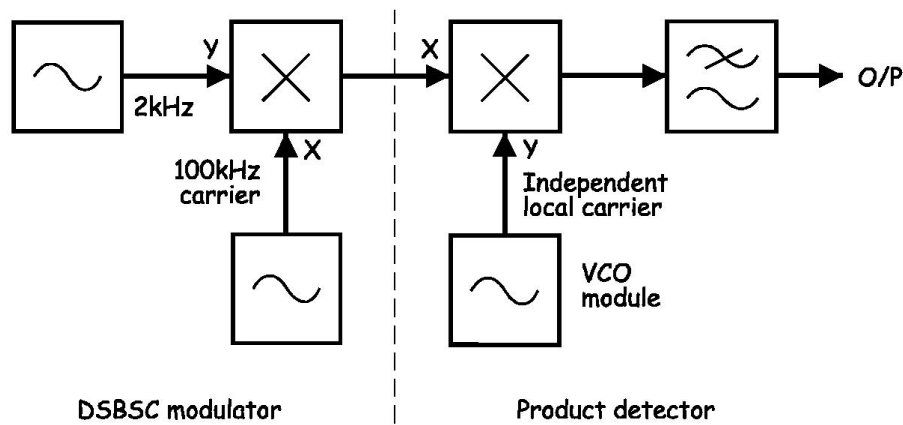 Y
X
O/P
2kHz
X
Y
100kHz
carrier
Independent
local carrier
VCO
module
DSBSC modulator
Product detector